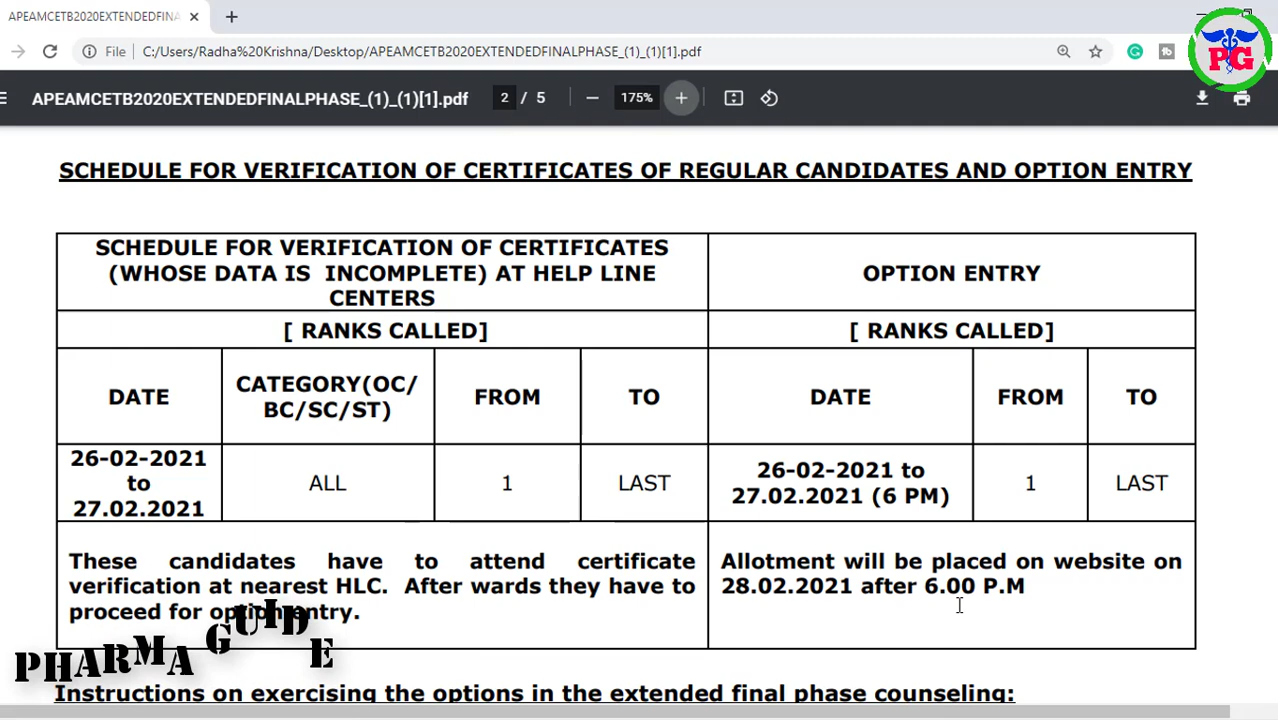 APEAMCETB2020EXTENDEDFINAL
File C:/Users/Radha%20Krishna/Desktop/APEAMCETB2020EXTENDEDFINALPHASE_(1)_(1)[1].pdf
PG
APEAMCETB2020EXTENDEDFINALPHASE_(1)_(1)[1].pdf 2 / 5 175%
SCHEDULE FOR VERIFICATION OF CERTIFICATES OF REGULAR CANDIDATES AND OPTION ENTRY
SCHEDULE FOR VERIFICATION OF CERTIFICATES
(WHOSE DATA IS INCOMPLETE) AT HELP LINE
CENTERS
OPTION ENTRY
[ RANKS CALLED]
[ RANKS CALLED]
DATE
CATEGORY(OC/
BC/SC/ST)
FROM
TO
DATE
FROM
TO
26-02-2021
to
27.02.2021
ALL
1
LAST
26-02-2021 to
27.02.2021 (6 PM)
1
LAST
These candidates have to attend certificate
verification at nearest HLC. After wards they have to
proceed for option entry.
Allotment will be placed on website on
28.02.2021 after 6.00 P.M
PHARMA GUIDE
Instructions on exercising the options in the extended final phase counseling: